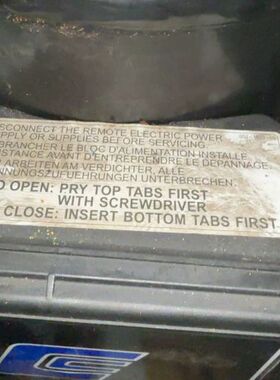 DISCONNECT THE REMOTE ELECTRIC POWER
SUPPLY OR SUPPLIES BEFORE SERVICING.
BRANCHER LE BLOC D'ALIMENTATION INSTALLE
DISTANCE AVANT D'ENTREPRENDRE LE DEPANNAGE.
ARBEITEN AM VERDICHTER, ALLE
NUNGSZUFUEHRUNGEN UNTERBRECHEN.
TO OPEN: PRY TOP TABS FIRST
WITH SCREWDRIVER
CLOSE: INSERT BOTTOM TABS FIRST